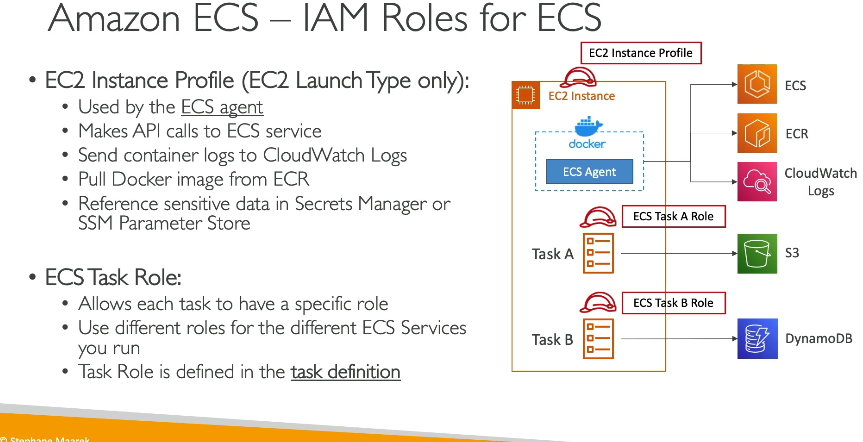 Amazon ECS – IAM Roles for ECS
• EC2 Instance Profile (EC2 Launch Type only):
• Used by the ECS agent
• Makes API calls to ECS service
• Send container logs to CloudWatch Logs
• Pull Docker image from ECR
• Reference sensitive data in Secrets Manager or
SSM Parameter Store
• ECS Task Role:
• Allows each task to have a specific role
• Use different roles for the different ECS Services
you run
• Task Role is defined in the task definition
EC2 Instance Profile
EC2 Instance
docker
ECS Agent
ECS
ECR
CloudWatch
Logs
ECS Task A Role
Task A
S3
ECS Task B Role
Task B
DynamoDB
© Stephane Maarek